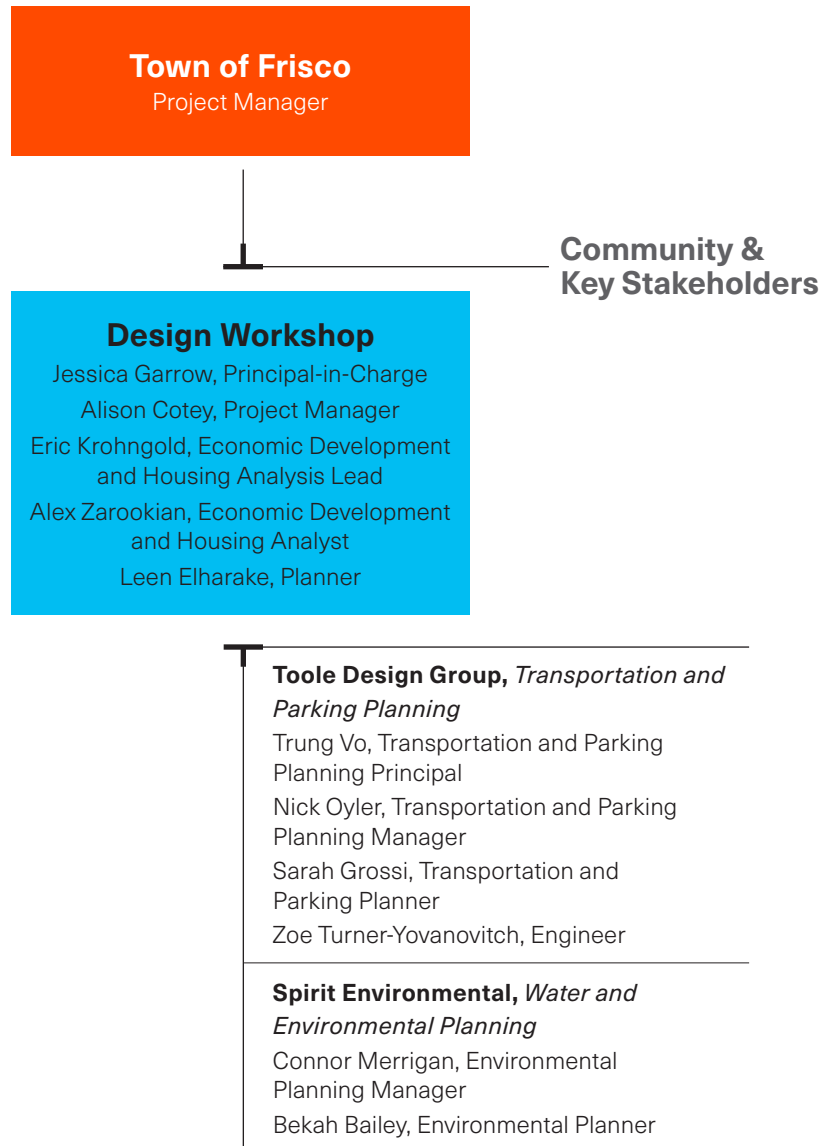 Town of Frisco
Project Manager
Community &
Key Stakeholders
Design Workshop
Jessica Garrow, Principal-in-Charge
Alison Cotey, Project Manager
Eric Krohngold, Economic Development
and Housing Analysis Lead
Alex Zarookian, Economic Development
and Housing Analyst
Leen Elharake, Planner
Toole Design Group, Transportation and
Parking Planning
Trung Vo, Transportation and Parking
Planning Principal
Nick Oyler, Transportation and Parking
Planning Manager
Sarah Grossi, Transportation and
Parking Planner
Zoe Turner-Yovanovitch, Engineer
Spirit Environmental, Water and
Environmental Planning
Connor Merrigan, Environmental
Planning Manager
Bekah Bailey, Environmental Planner